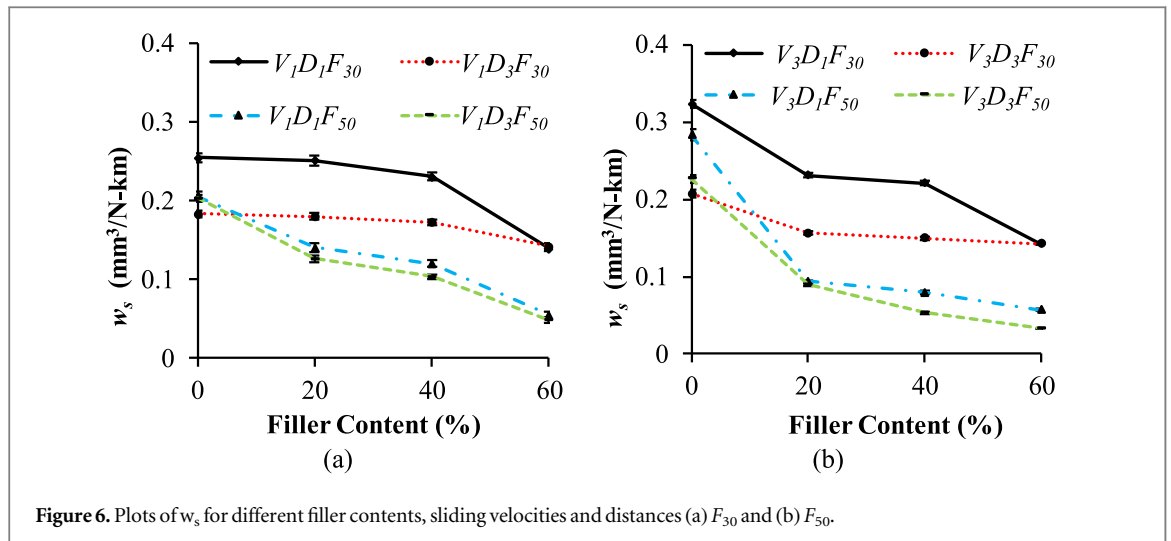 0.4
0.3
0.2
0.1
0
wₛ (mm³/N-km)
V₁D₁F₃₀
V₁D₃F₃₀
V₁D₁F₅₀
V₁D₃F₅₀
0 20 40 60
Filler Content (%)
(a)
0.4
0.3
0.2
0.1
0
wₛ (mm³/N-km)
V₃D₁F₃₀
V₃D₃F₃₀
V₃D₁F₅₀
V₃D₃F₅₀
0 20 40 60
Filler Content (%)
(b)
Figure 6. Plots of wₛ for different filler contents, sliding velocities and distances (a) F₃₀ and (b) F₅₀.